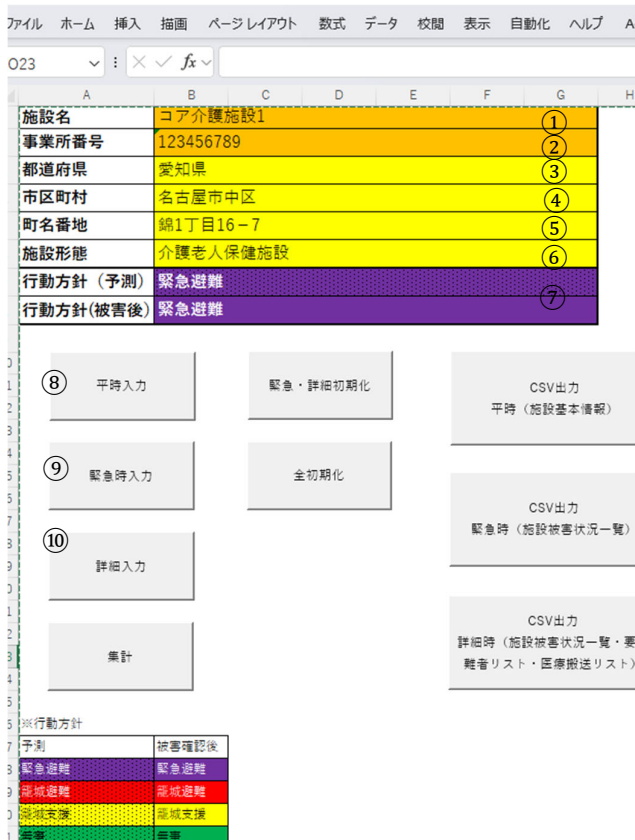 ファイル ホーム 挿入 描画 ページ レイアウト 数式 データ 校閲 表示 自動化 ヘルプ A
O23 fx
A B C D E F G H
施設名 コア介護施設1 ①
事業所番号 123456789 ②
都道府県 愛知県 ③
市区町村 名古屋市中区 ④
町名番地 錦1丁目16-7 ⑤
施設形態 介護老人保健施設 ⑥
行動方針（予測） 緊急避難
⑦
行動方針(被害後) 緊急避難
⑧ 平時入力
緊急・詳細初期化
CSV出力
平時（施設基本情報）
⑨ 緊急時入力
全初期化
CSV出力
緊急時（施設被害状況一覧）
⑩ 詳細入力
集計
CSV出力
詳細時（施設被害状況一覧・要
難者リスト・医療搬送リスト）
※行動方針
予測 被害確認後
緊急避難 緊急避難
籠城避難 籠城避難
籠城支援 籠城支援
無事 無事